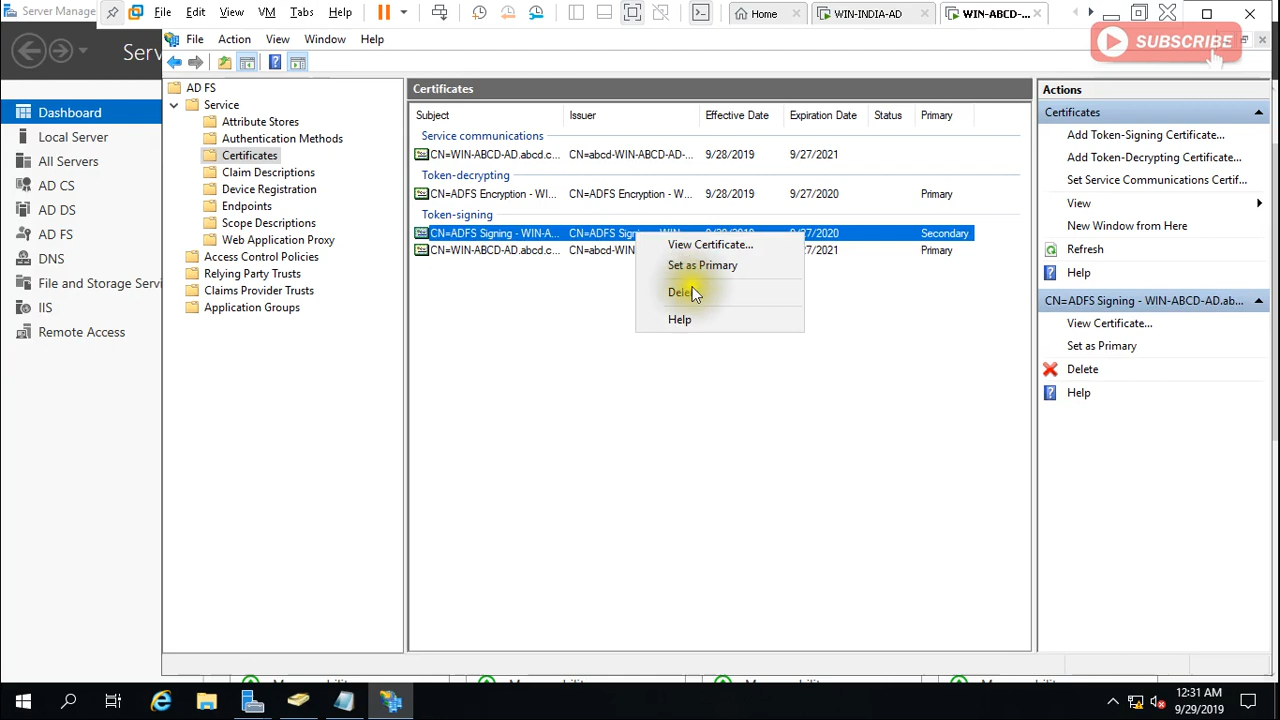 Server Manage
File Edit View VM Tabs Help
Home
WIN-INDIA-AD
WIN-ABCD-...
SUBSCRIBE
Serv
File Action View Window Help
Dashboard
Local Server
All Servers
AD CS
AD DS
AD FS
DNS
File and Storage Servi
IIS
Remote Access
AD FS
Service
Attribute Stores
Authentication Methods
Certificates
Claim Descriptions
Device Registration
Endpoints
Scope Descriptions
Web Application Proxy
Access Control Policies
Relying Party Trusts
Claims Provider Trusts
Application Groups
Certificates
Subject Issuer Effective Date Expiration Date Status Primary
Service communications
CN=WIN-ABCD-AD.abcd.c... CN=abcd-WIN-ABCD-AD-... 9/28/2019 9/27/2021
Token-decrypting
CN=ADFS Encryption - WI... CN=ADFS Encryption - W... 9/28/2019 9/27/2020 Primary
Token-signing
CN=ADFS Signing - WIN-A... CN=ADFS Secondary
CN=WIN-ABCD-AD.abcd.c... CN=abcd-WIN Primary
View Certificate...
Set as Primary
Delete
Help
Actions
Certificates
Add Token-Signing Certificate...
Add Token-Decrypting Certificate...
Set Service Communications Certif...
View
New Window from Here
Refresh
Help
CN=ADFS Signing - WIN-ABCD-AD.ab...
View Certificate...
Set as Primary
Delete
Help
12:31 AM
9/29/2019